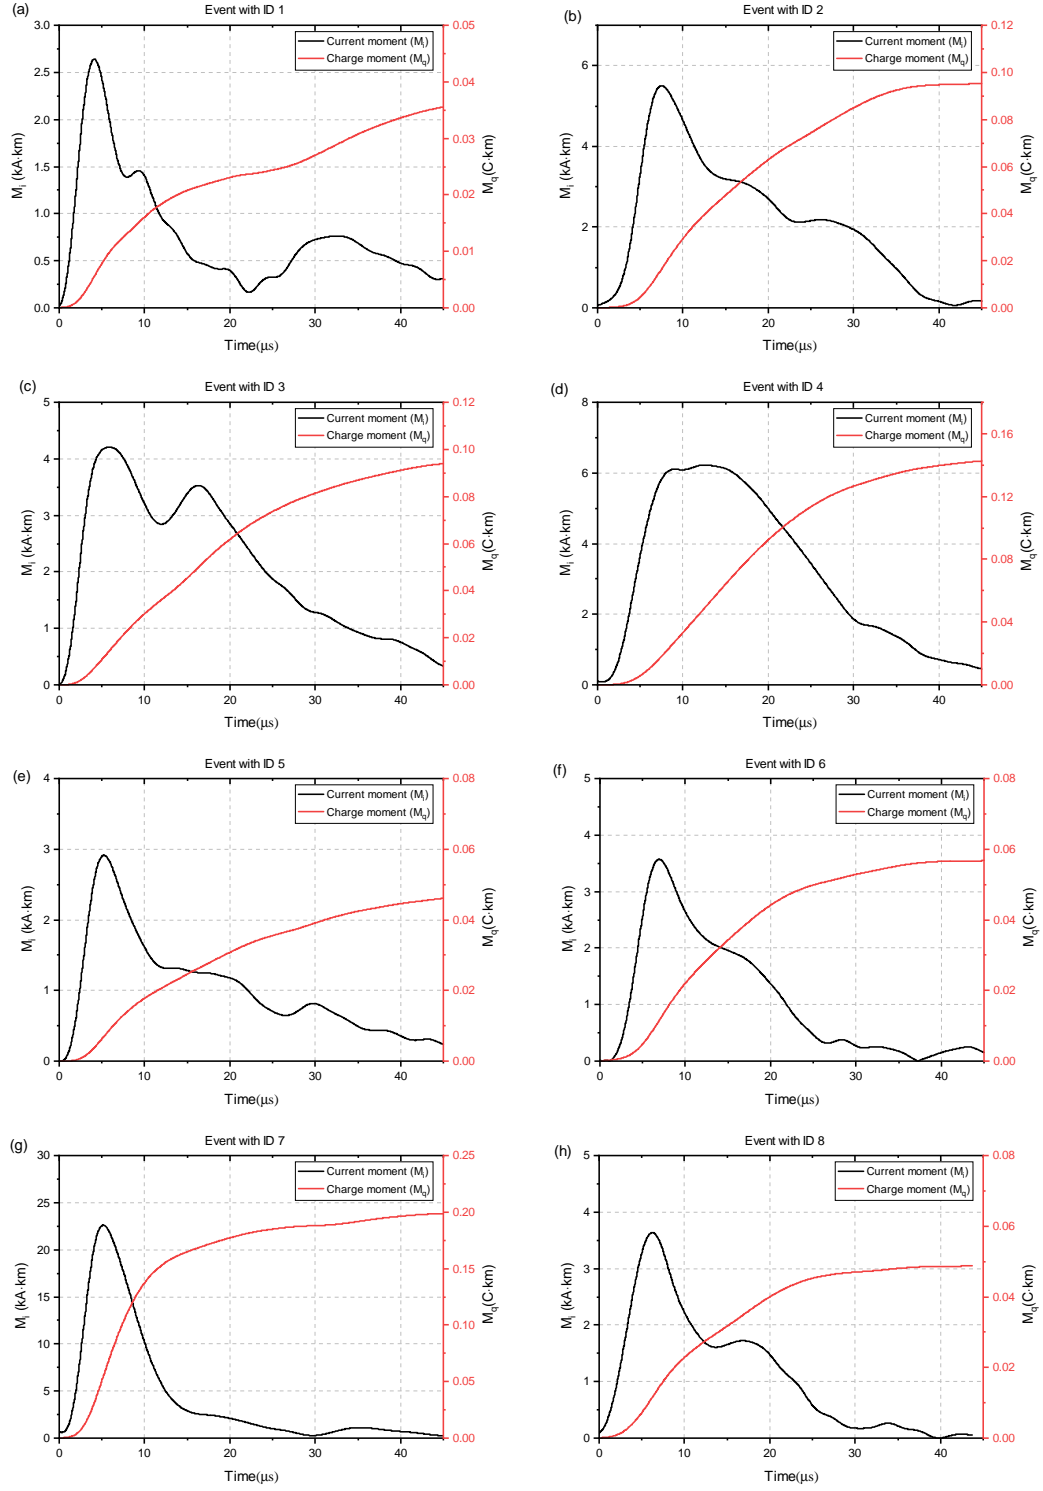 (a)
Event with ID 1
Current moment (Mi)
Charge moment (Mq)
Mi (kA·km)
Mq(C·km)
3.0
2.5
2.0
1.5
1.0
0.5
0.0
0.05
0.04
0.03
0.02
0.01
0.00
0 10 20 30 40
Time(μs)
(b)
Event with ID 2
Current moment (Mi)
Charge moment (Mq)
Mi (kA·km)
Mq(C·km)
6
4
2
0
0.12
0.10
0.08
0.06
0.04
0.02
0.00
0 10 20 30 40
Time(μs)
(c)
Event with ID 3
Current moment (Mi)
Charge moment (Mq)
Mi (kA·km)
Mq(C·km)
5
4
3
2
1
0
0.12
0.10
0.08
0.06
0.04
0.02
0.00
0 10 20 30 40
Time(μs)
(d)
Event with ID 4
Current moment (Mi)
Charge moment (Mq)
Mi (kA·km)
Mq(C·km)
8
6
4
2
0
0.16
0.12
0.08
0.04
0.00
0 10 20 30 40
Time(μs)
(e)
Event with ID 5
Current moment (Mi)
Charge moment (Mq)
Mi (kA·km)
Mq(C·km)
4
3
2
1
0
0.08
0.06
0.04
0.02
0.00
0 10 20 30 40
Time(μs)
(f)
Event with ID 6
Current moment (Mi)
Charge moment (Mq)
Mi (kA·km)
Mq(C·km)
5
4
3
2
1
0
0.08
0.06
0.04
0.02
0.00
0 10 20 30 40
Time(μs)
(g)
Event with ID 7
Current moment (Mi)
Charge moment (Mq)
Mi (kA·km)
Mq(C·km)
30
25
20
15
10
5
0
0.25
0.20
0.15
0.10
0.05
0.00
0 10 20 30 40
Time(μs)
(h)
Event with ID 8
Current moment (Mi)
Charge moment (Mq)
Mi (kA·km)
Mq(C·km)
5
4
3
2
1
0
0.08
0.06
0.04
0.02
0.00
0 10 20 30 40
Time(μs)